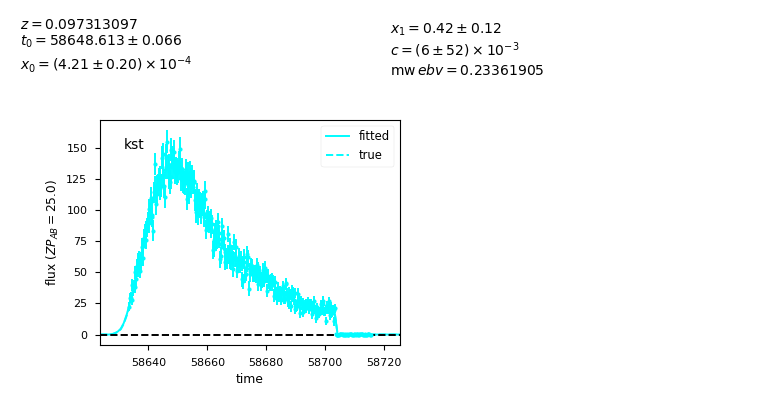 z = 0.097313097
t₀ = 58648.613 ± 0.066
x₀ = (4.21 ± 0.20) × 10⁻⁴
x₁ = 0.42 ± 0.12
c = (6 ± 52) × 10⁻³
mw ebv = 0.23361905
kst
fitted
true
150
125
100
75
50
25
0
flux (ZP_AB = 25.0)
58640 58660 58680 58700 58720
time